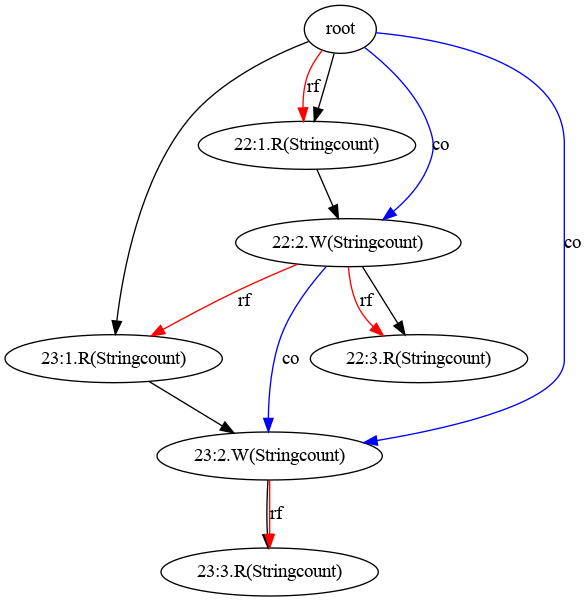 root
rf
22:1.R(Stringcount)
co
22:2.W(Stringcount)
co
rf
rf
23:1.R(Stringcount)
co
22:3.R(Stringcount)
23:2.W(Stringcount)
rf
23:3.R(Stringcount)